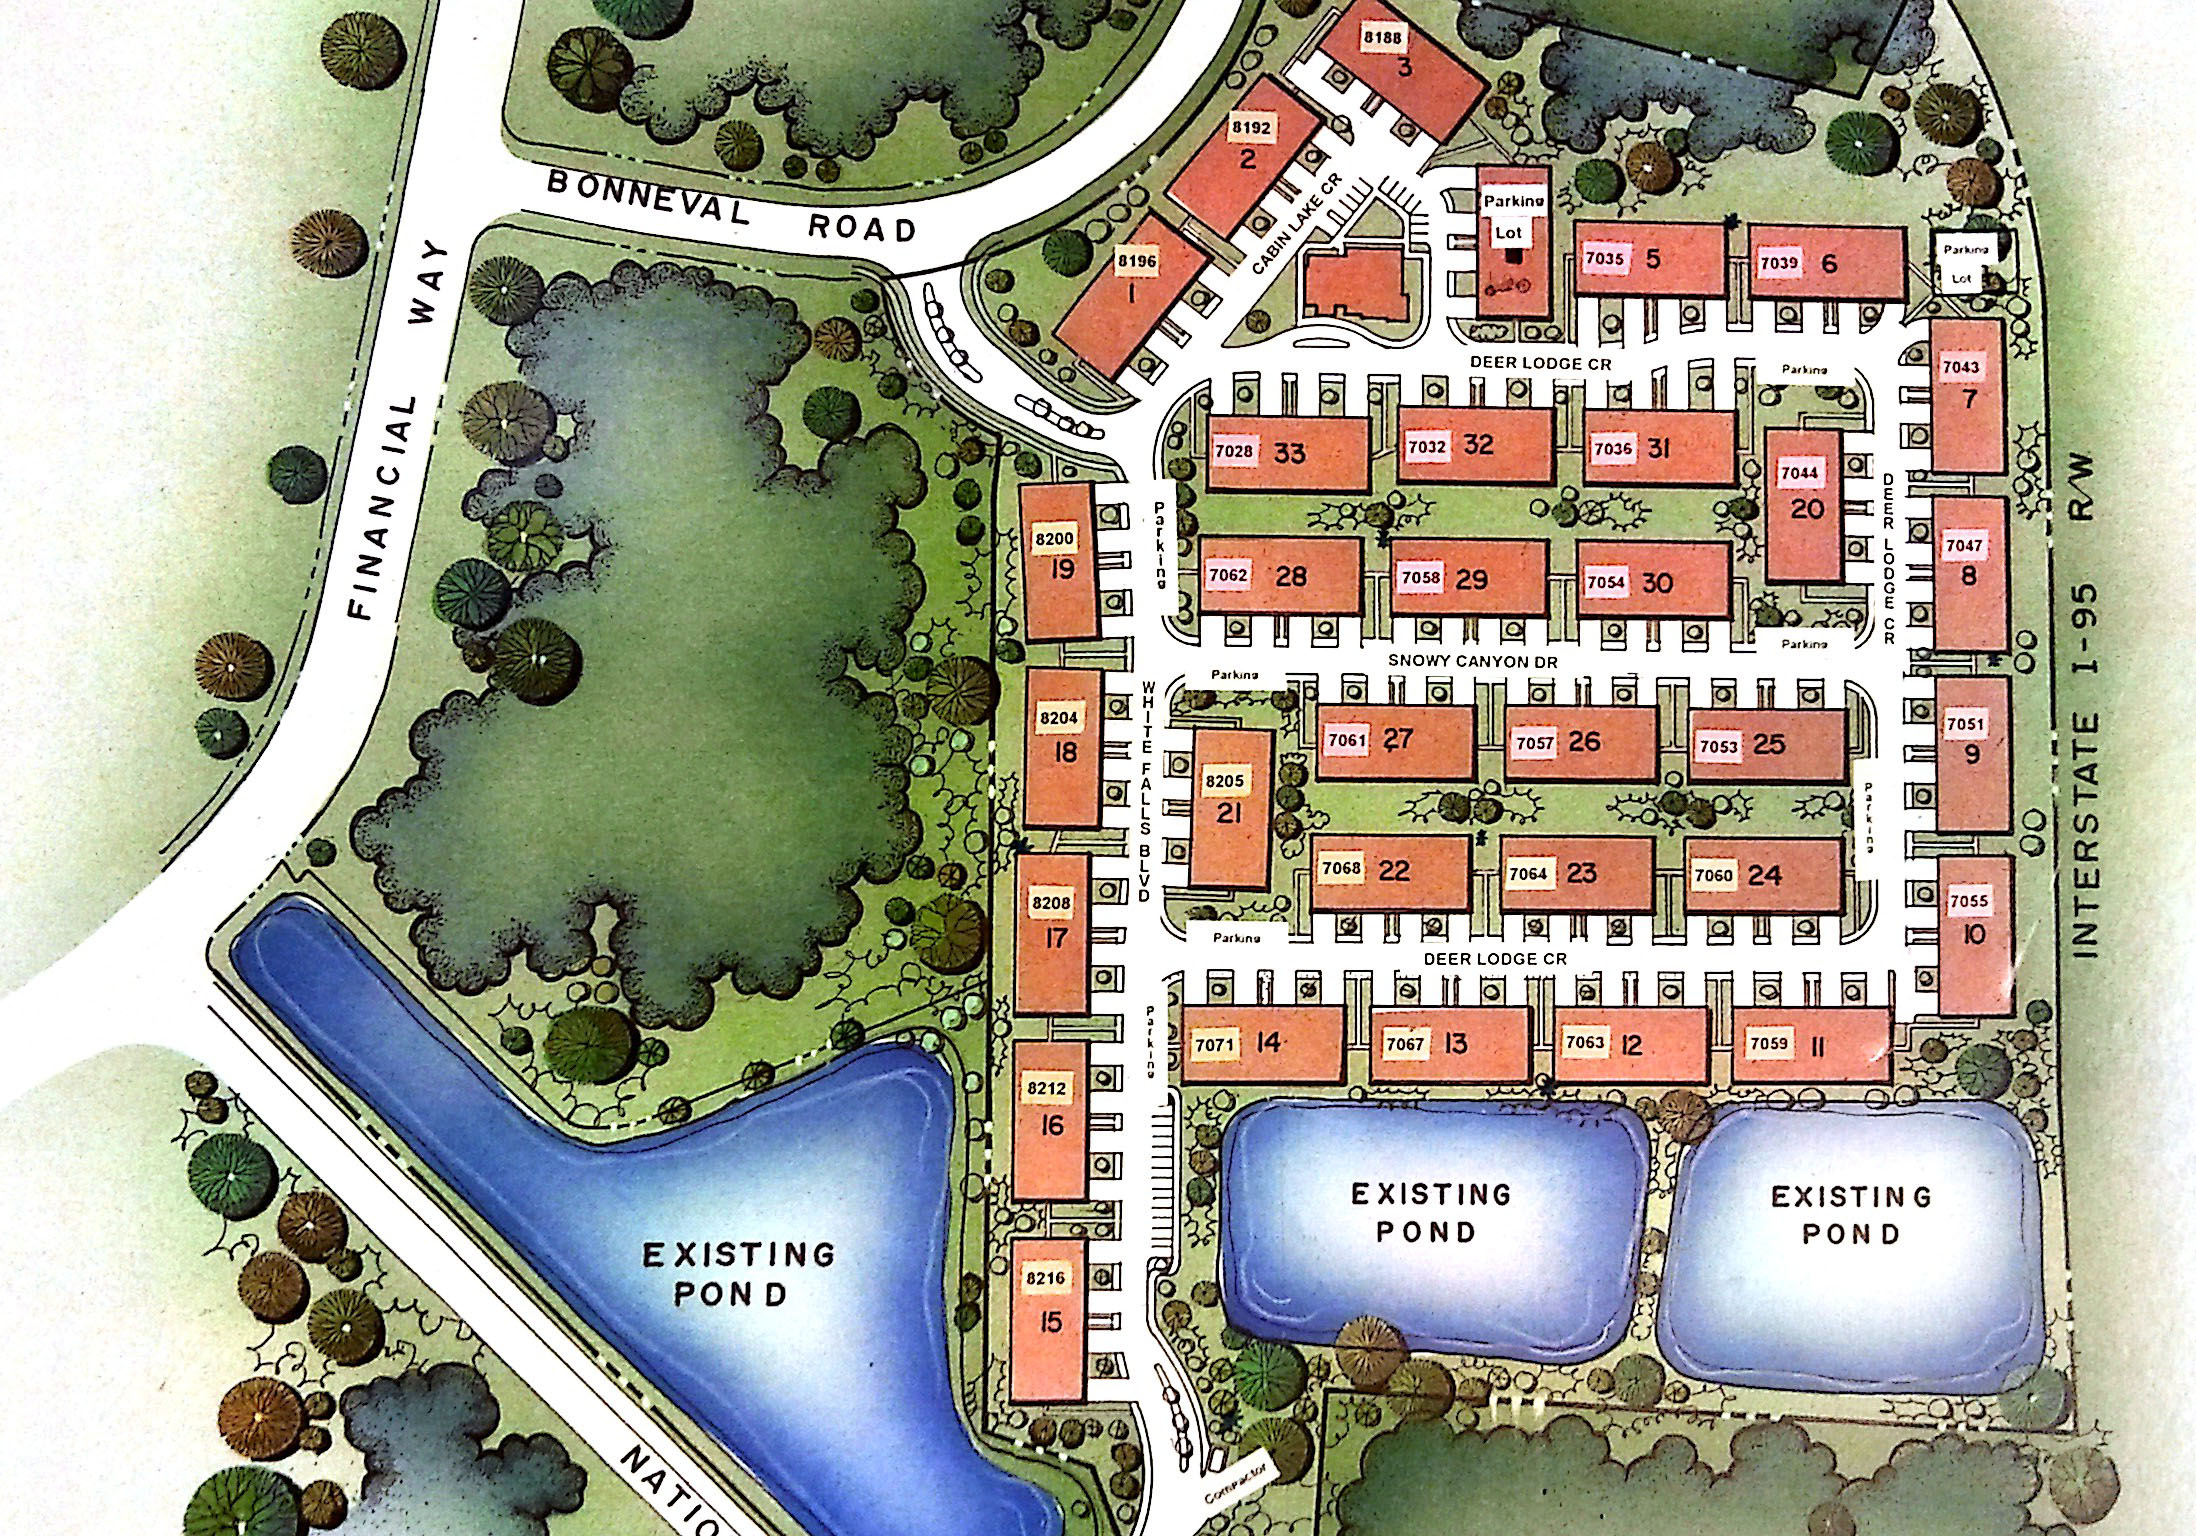 8188
3
8192
2
BONNEVAL ROAD
8196
1
CABIN LAKE CR
Parking
Lot
7035 5
7039 6
Parking
Lot
FINANCIAL WAY
DEER LODGE CR
Parking
7043
7
7028 33
7032 32
7036 31
7044
20
DEER LODGE CR
8200
19
Parking
7062 28
7058 29
7054 30
7047
8
INTERSTATE I-95 R/W
Parking
SNOWY CANYON DR
Parking
8204
18
WHITE FALLS BLVD
7061 27
7057 26
7053 25
7051
9
8205
21
Parking
7068 22
7064 23
7060 24
8208
17
7055
10
Parking
DEER LODGE CR
Parking
7071 14
7067 13
7063 12
7059 11
8212
16
EXISTING
POND
EXISTING
POND
EXISTING
POND
8216
15
NATIO
Compactor